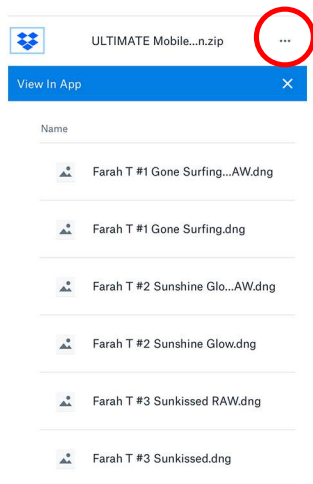 ULTIMATE Mobile...n.zip ...
View In App ×
Name
Farah T #1 Gone Surfing...AW.dng
Farah T #1 Gone Surfing.dng
Farah T #2 Sunshine Glo...AW.dng
Farah T #2 Sunshine Glow.dng
Farah T #3 Sunkissed RAW.dng
Farah T #3 Sunkissed.dng